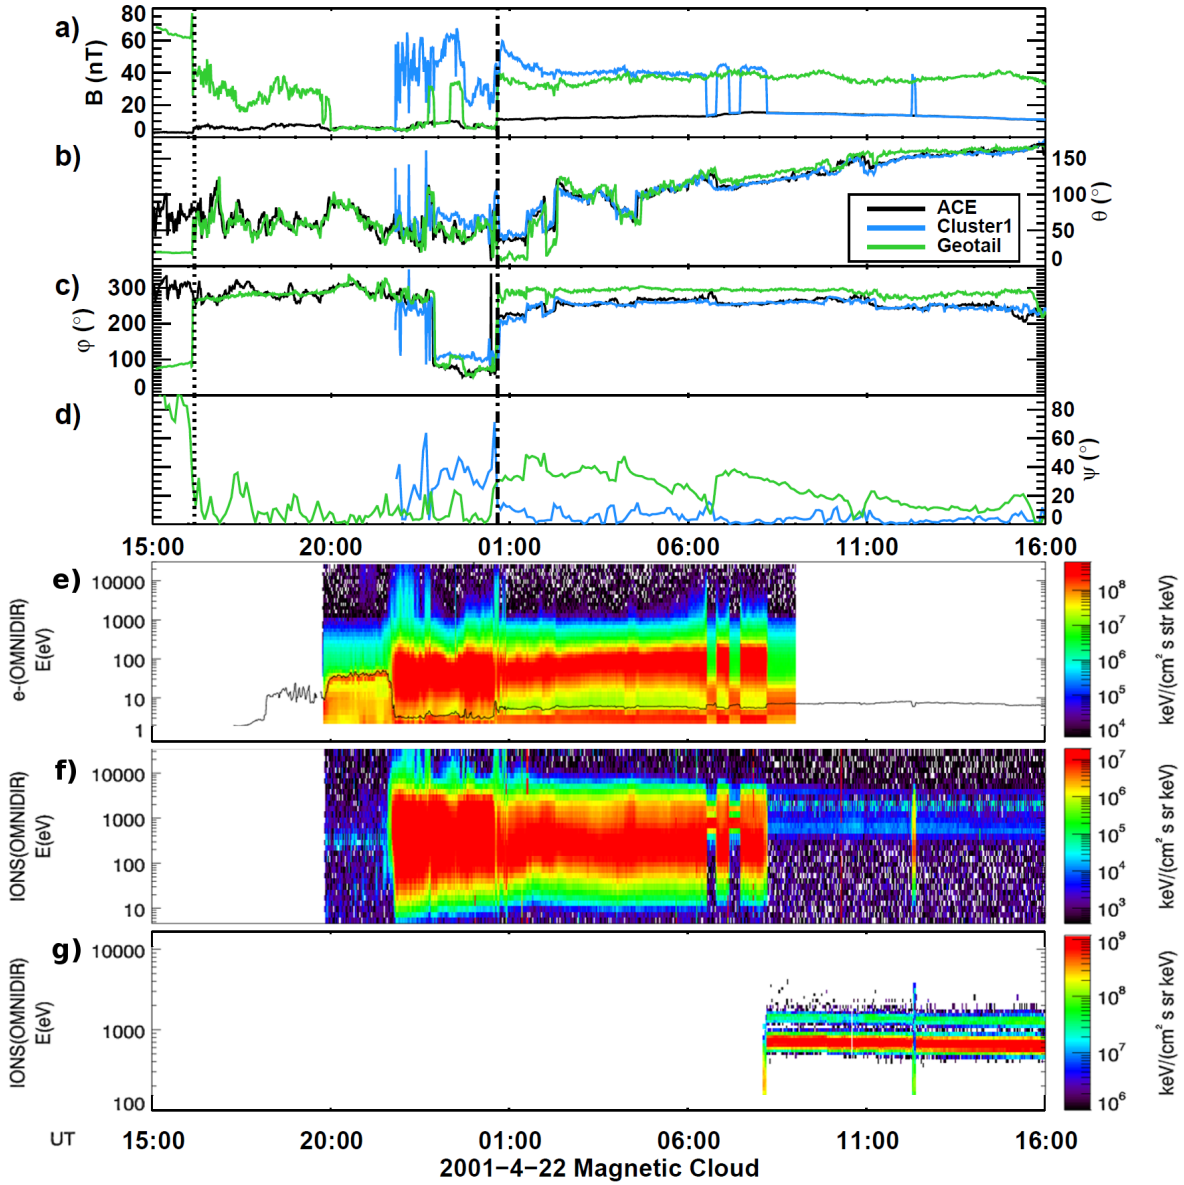 a)
B (nT)
80
60
40
20
0
b)
150
100
50
0
θ (°)
ACE
Cluster1
Geotail
c)
φ (°)
300
200
100
0
d)
80
60
40
20
0
ψ (°)
15:00 20:00 01:00 06:00 11:00 16:00
e)
e-(OMNIDIR)
E(eV)
10000
1000
100
10
1
10⁸
10⁷
10⁶
10⁵
10⁴
keV/(cm² s str keV)
f)
IONS(OMNIDIR)
E(eV)
10000
1000
100
10
10⁷
10⁶
10⁵
10⁴
10³
keV/(cm² s sr keV)
g)
IONS(OMNIDIR)
E(eV)
10000
1000
100
10⁹
10⁸
10⁷
10⁶
keV/(cm² s sr keV)
UT 15:00 20:00 01:00 06:00 11:00 16:00
2001−4−22 Magnetic Cloud